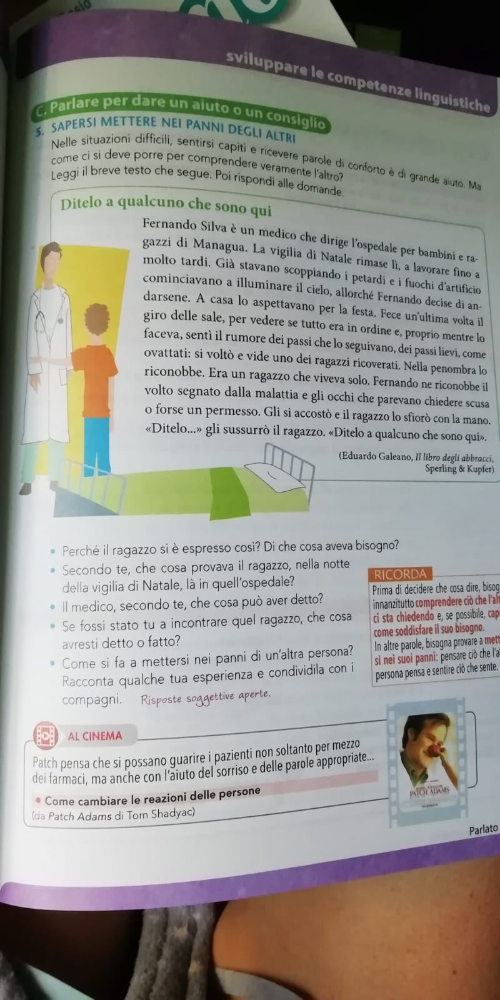 sviluppare le competenze linguistiche
C. Parlare per dare un aiuto o un consiglio
5. SAPERSI METTERE NEI PANNI DEGLI ALTRI
Nelle situazioni difficili, sentirsi capiti e ricevere parole di conforto è di grande aiuto. Ma
come ci si deve porre per comprendere veramente l'altro?
Leggi il breve testo che segue. Poi rispondi alle domande.
Ditelo a qualcuno che sono qui
Fernando Silva è un medico che dirige l'ospedale per bambini e ra-
gazzi di Managua. La vigilia di Natale rimase lì, a lavorare fino a
molto tardi. Già stavano scoppiando i petardi e i fuochi d'artificio
cominciavano a illuminare il cielo, allorché Fernando decise di an-
darsene. A casa lo aspettavano per la festa. Fece un'ultima volta il
giro delle sale, per vedere se tutto era in ordine e, proprio mentre lo
faceva, sentì il rumore dei passi che lo seguivano, dei passi lievi, come
ovattati: si voltò e vide uno dei ragazzi ricoverati. Nella penombra lo
riconobbe. Era un ragazzo che viveva solo. Fernando ne riconobbe il
volto segnato dalla malattia e gli occhi che parevano chiedere scusa
o forse un permesso. Gli si accostò e il ragazzo lo sfiorò con la mano.
«Ditelo...» gli sussurrò il ragazzo. «Ditelo a qualcuno che sono qui».
(Eduardo Galeano, Il libro degli abbracci,
Sperling & Kupfer)
• Perché il ragazzo si è espresso così? Di che cosa aveva bisogno?
• Secondo te, che cosa provava il ragazzo, nella notte
della vigilia di Natale, là in quell'ospedale?
• Il medico, secondo te, che cosa può aver detto?
• Se fossi stato tu a incontrare quel ragazzo, che cosa
avresti detto o fatto?
• Come si fa a mettersi nei panni di un'altra persona?
Racconta qualche tua esperienza e condividila con i
compagni. Risposte soggettive aperte.
RICORDA
Prima di decidere che cosa dire, bisog
innanzitutto comprendere ciò che l'alt
ci sta chiedendo e, se possibile, cap
come soddisfare il suo bisogno.
In altre parole, bisogna provare a mett
si nei suoi panni: pensare ciò che l'a
persona pensa e sentire ciò che sente.
AL CINEMA
Patch pensa che si possano guarire i pazienti non soltanto per mezzo
dei farmaci, ma anche con l'aiuto del sorriso e delle parole appropriate...
• Come cambiare le reazioni delle persone
(da Patch Adams di Tom Shadyac)
PATCH ADAMS
Parlato